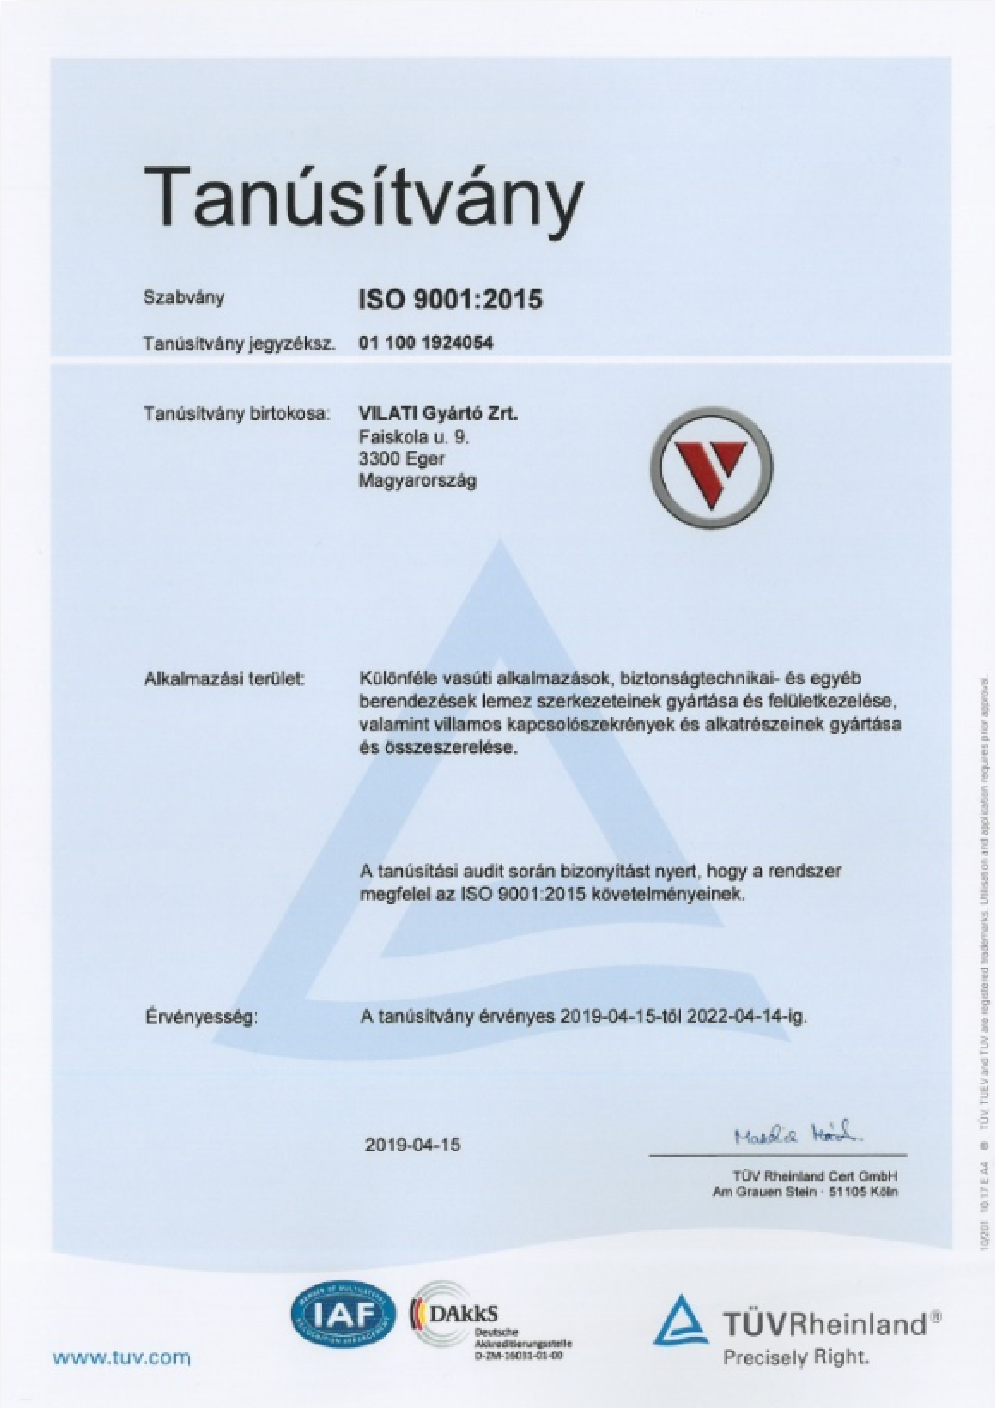 Tanúsítvány
Szabvány ISO 9001:2015
Tanúsítvány jegyzéksz. 01 100 1924054
Tanúsítvány birtokosa: VILATI Gyártó Zrt.
Faiskola u. 9.
3300 Eger
Magyarország
Alkalmazási terület: Különféle vasúti alkalmazások, biztonságtechnikai- és egyéb
berendezések lemez szerkezeteinek gyártása és felületkezelése,
valamint villamos kapcsolószekrények és alkatrészeinek gyártása
és összeszerelése.
A tanúsítási audit során bizonyítást nyert, hogy a rendszer
megfelel az ISO 9001:2015 követelményeinek.
Érvényesség: A tanúsítvány érvényes 2019-04-15-től 2022-04-14-ig.
2019-04-15
TÜV Rheinland Cert GmbH
Am Grauen Stein · 51105 Köln
10/201 10.17 E A4 ® TÜV, TUEV and TUV are registered trademarks. Utilisation and application requires prior approval.
IAF
DAkkS
Deutsche
Akkreditierungsstelle
D-ZM-16031-01-00
www.tuv.com
TÜVRheinland®
Precisely Right.